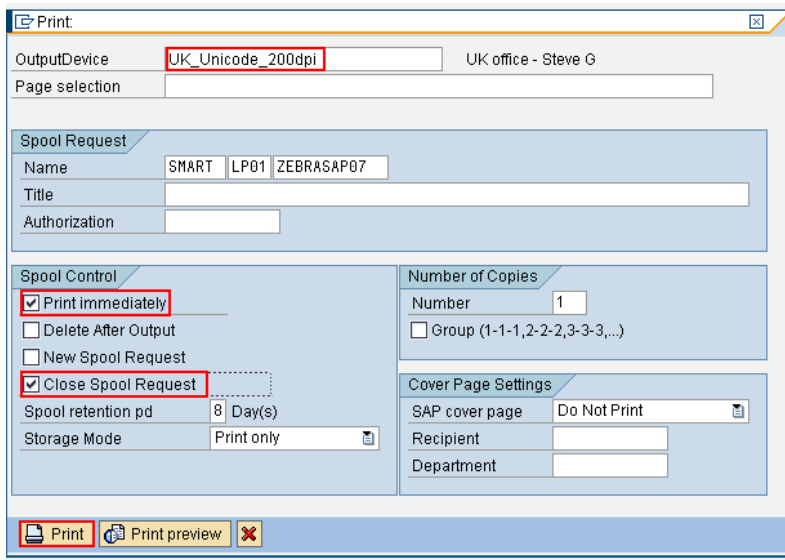 Print:
OutputDevice UK_Unicode_200dpi UK office - Steve G
Page selection
Spool Request
Name SMART LP01 ZEBRASAP07
Title
Authorization
Spool Control
Print immediately
Delete After Output
New Spool Request
Close Spool Request
Spool retention pd 8 Day(s)
Storage Mode Print only
Number of Copies
Number 1
Group (1-1-1,2-2-2,3-3-3,...)
Cover Page Settings
SAP cover page Do Not Print
Recipient
Department
Print Print preview